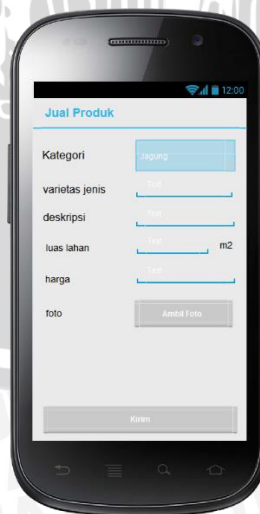 12:00
Jual Produk
Kategori Jagung
varietas jenis Text
deskripsi Text
luas lahan Text m2
harga Text
foto Ambil Foto
Kirim